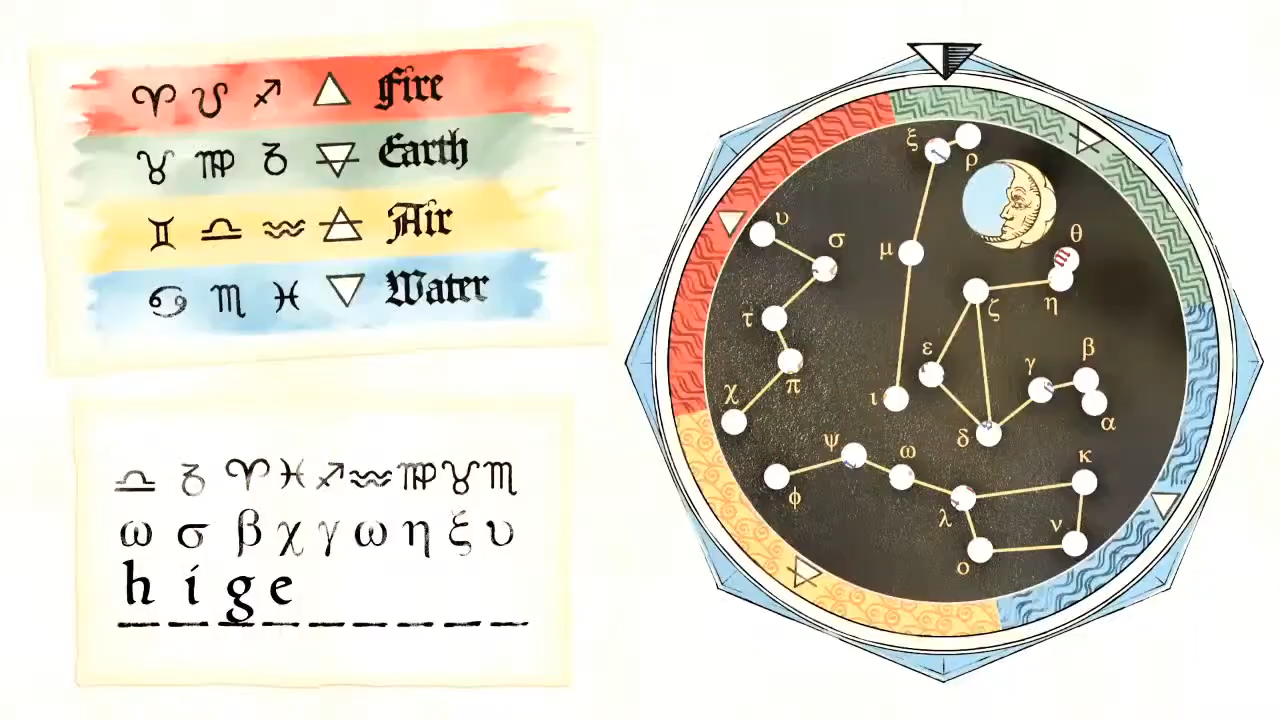 ♈ ♌ ♐ 🜂 Fire
♉ ♍ ♑ 🜃 Earth
♊ ♎ ♒ 🜁 Air
♋ ♏ ♓ 🜄 Water
♎ ♑ ♈ ♓ ♐ ♒ ♍ ♉ ♏
ω σ β χ γ ω η ξ υ
h i g e
ξ
ρ
υ
σ
μ
θ
ζ
η
τ
ε
π
γ
β
χ
ι
α
δ
ψ
ω
κ
φ
λ
ν
ο